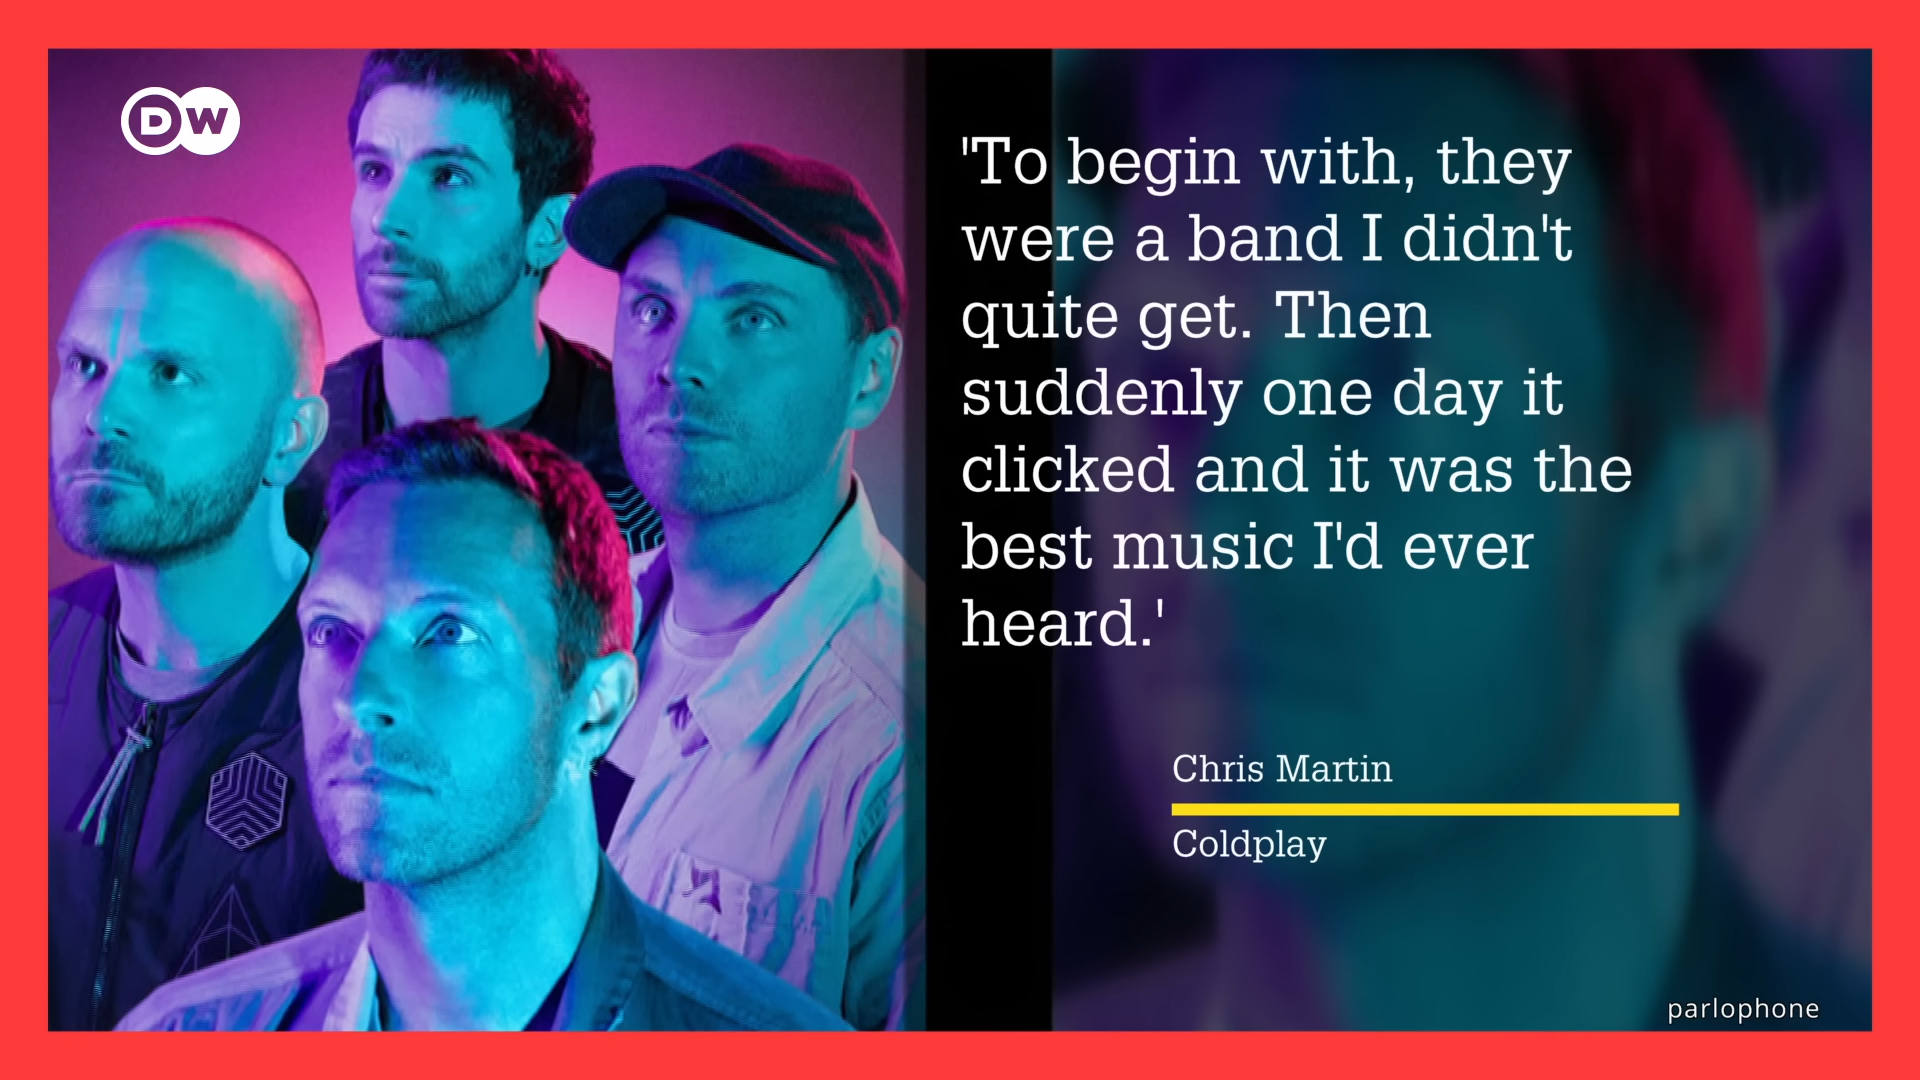 DW
'To begin with, they
were a band I didn't
quite get. Then
suddenly one day it
clicked and it was the
best music I'd ever
heard.'
Chris Martin
Coldplay
parlophone